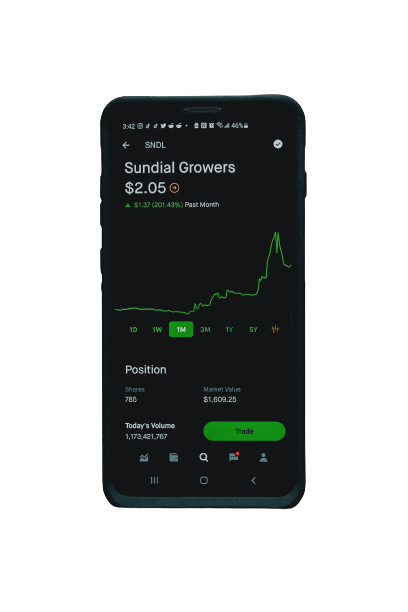 3:42 46%
SNDL
Sundial Growers
$2.05
$1.37 (201.43%) Past Month
1D 1W 1M 3M 1Y 5Y
Position
Shares Market Value
785 $1,609.25
Today's Volume
1,173,421,767
Trade